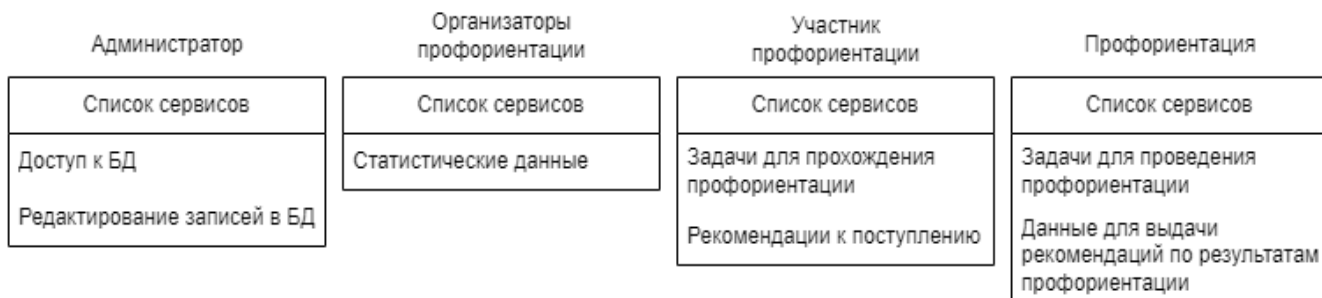 Администратор
Список сервисов
Доступ к БД
Редактирование записей в БД
Организаторы
профориентации
Список сервисов
Статистические данные
Участник
профориентации
Список сервисов
Задачи для прохождения
профориентации
Рекомендации к поступлению
Профориентация
Список сервисов
Задачи для проведения
профориентации
Данные для выдачи
рекомендаций по результатам
профориентации